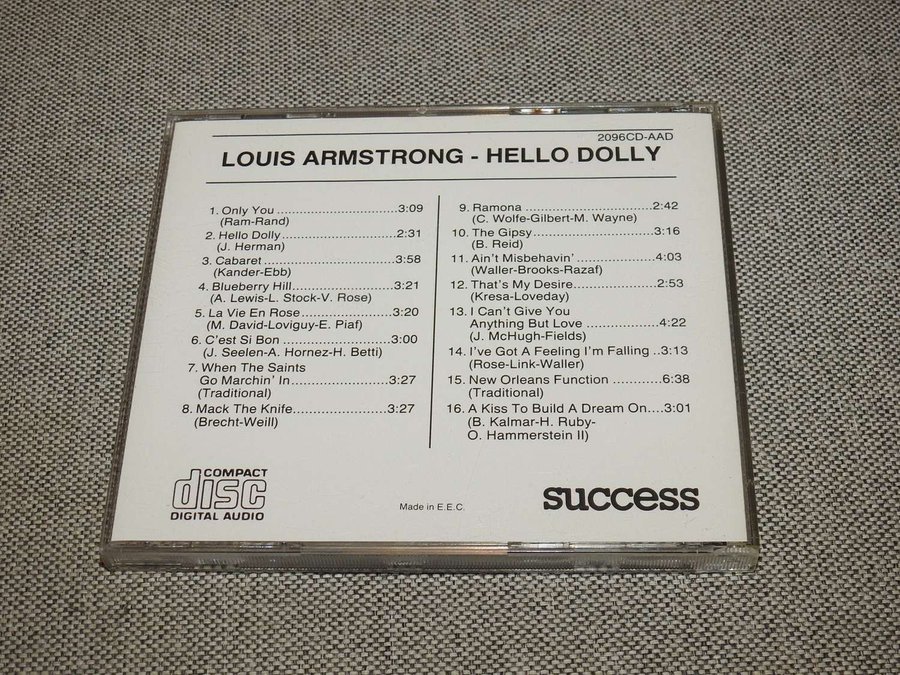 2096CD-AAD
LOUIS ARMSTRONG - HELLO DOLLY
1. Only You ..............................3:09
(Ram-Rand)
2. Hello Dolly.............................2:31
(J. Herman)
3. Cabaret .................................3:58
(Kander-Ebb)
4. Blueberry Hill.........................3:21
(A. Lewis-L. Stock-V. Rose)
5. La Vie En Rose .......................3:20
(M. David-Loviguy-E. Piaf)
6. C'est Si Bon ...........................3:00
(J. Seelen-A. Hornez-H. Betti)
7. When The Saints
Go Marchin' In.........................3:27
(Traditional)
8. Mack The Knife.......................3:27
(Brecht-Weill)
9. Ramona ................................2:42
(C. Wolfe-Gilbert-M. Wayne)
10. The Gipsy..............................3:16
(B. Reid)
11. Ain't Misbehavin' ....................4:03
(Waller-Brooks-Razaf)
12. That's My Desire.....................2:53
(Kresa-Loveday)
13. I Can't Give You
Anything But Love ..................4:22
(J. McHugh-Fields)
14. I've Got A Feeling I'm Falling ..3:13
(Rose-Link-Waller)
15. New Orleans Function ............6:38
(Traditional)
16. A Kiss To Build A Dream On....3:01
(B. Kalmar-H. Ruby-
O. Hammerstein II)
COMPACT
disc
DIGITAL AUDIO
Made in E.E.C.
success